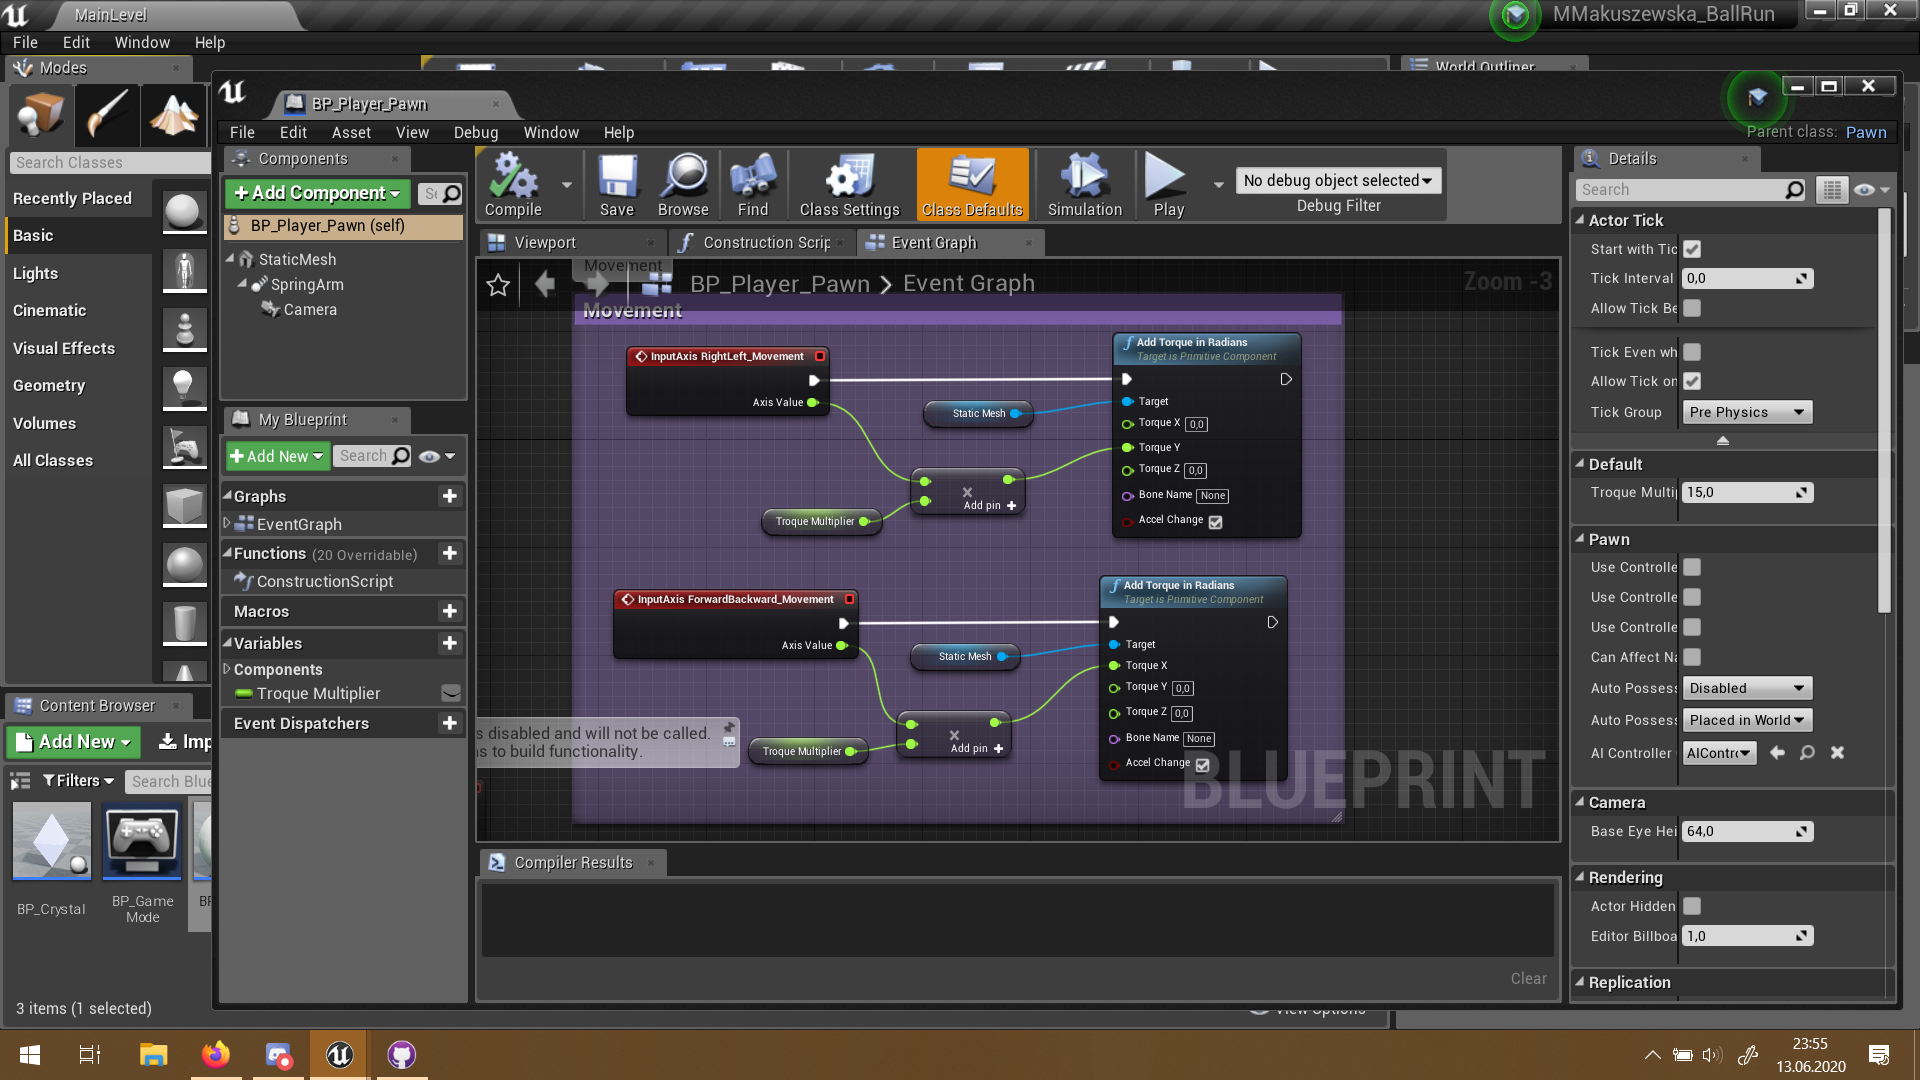 MainLevel
MMakuszewska_BallRun
File Edit Window Help
Modes
World Outliner
BP_Player_Pawn
File Edit Asset View Debug Window Help
Parent class: Pawn
Search Classes
Recently Placed
Basic
Lights
Cinematic
Visual Effects
Geometry
Volumes
All Classes
Components
Add Component
BP_Player_Pawn (self)
StaticMesh
SpringArm
Camera
Compile
Save
Browse
Find
Class Settings
Class Defaults
Simulation
Play
No debug object selected
Debug Filter
Viewport
Construction Scrip
Event Graph
Movement
BP_Player_Pawn > Event Graph
Zoom -3
Movement
InputAxis RightLeft_Movement
Axis Value
Static Mesh
Troque Multiplier
Add pin
Add Torque in Radians
Target is Primitive Component
Target
Torque X 0,0
Torque Y
Torque Z 0,0
Bone Name None
Accel Change
InputAxis ForwardBackward_Movement
Axis Value
Static Mesh
Troque Multiplier
Add pin
Add Torque in Radians
Target is Primitive Component
Target
Torque X
Torque Y 0,0
Torque Z 0,0
Bone Name None
Accel Change
s disabled and will not be called.
ns to build functionality.
BLUEPRINT
My Blueprint
Add New
Search
Graphs
EventGraph
Functions (20 Overridable)
ConstructionScript
Macros
Variables
Components
Troque Multiplier
Event Dispatchers
Compiler Results
Clear
Details
Search
Actor Tick
Start with Tic
Tick Interval 0,0
Allow Tick Be
Tick Even wh
Allow Tick on
Tick Group Pre Physics
Default
Troque Multi 15,0
Pawn
Use Controlle
Use Controlle
Use Controlle
Can Affect Na
Auto Possess Disabled
Auto Possess Placed in World
AI Controller AIContr
Camera
Base Eye Hei 64,0
Rendering
Actor Hidden
Editor Billboa 1,0
Replication
Content Browser
Add New
Imp
Filters
Search Blue
BP_Crystal
BP_Game
Mode
BP
3 items (1 selected)
View Options
23:55
13.06.2020